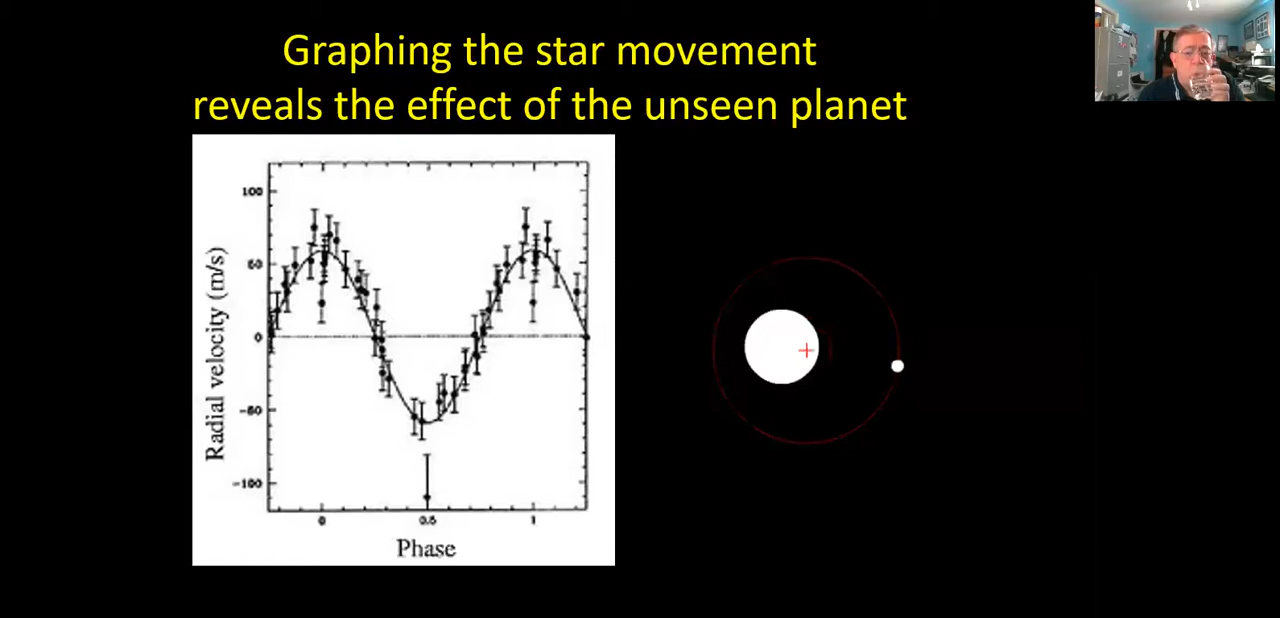 Graphing the star movement
reveals the effect of the unseen planet
100
50
0
-50
-100
Radial velocity (m/s)
0
0.5
1
Phase